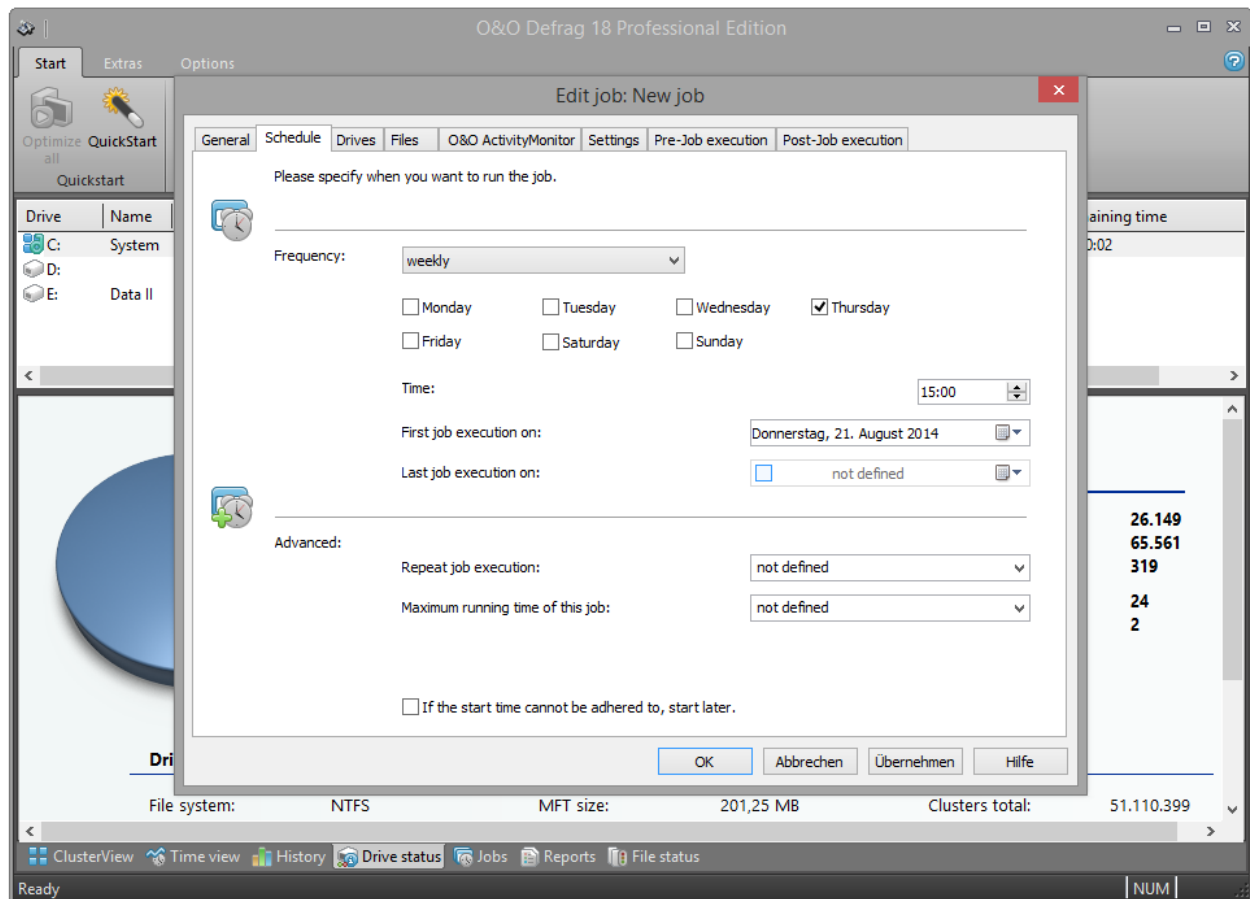 O&O Defrag 18 Professional Edition
Start Extras Options
Edit job: New job
Optimize all QuickStart
Quickstart
General Schedule Drives Files O&O ActivityMonitor Settings Pre-Job execution Post-Job execution
Please specify when you want to run the job.
Drive Name aining time
C: System 0:02
D:
E: Data II
Frequency: weekly
Monday Tuesday Wednesday Thursday
Friday Saturday Sunday
Time: 15:00
First job execution on: Donnerstag, 21. August 2014
Last job execution on: not defined
Advanced:
Repeat job execution: not defined
Maximum running time of this job: not defined
If the start time cannot be adhered to, start later.
26.149
65.561
319
24
2
OK Abbrechen Übernehmen Hilfe
Dri
File system: NTFS MFT size: 201,25 MB Clusters total: 51.110.399
ClusterView Time view History Drive status Jobs Reports File status
Ready NUM